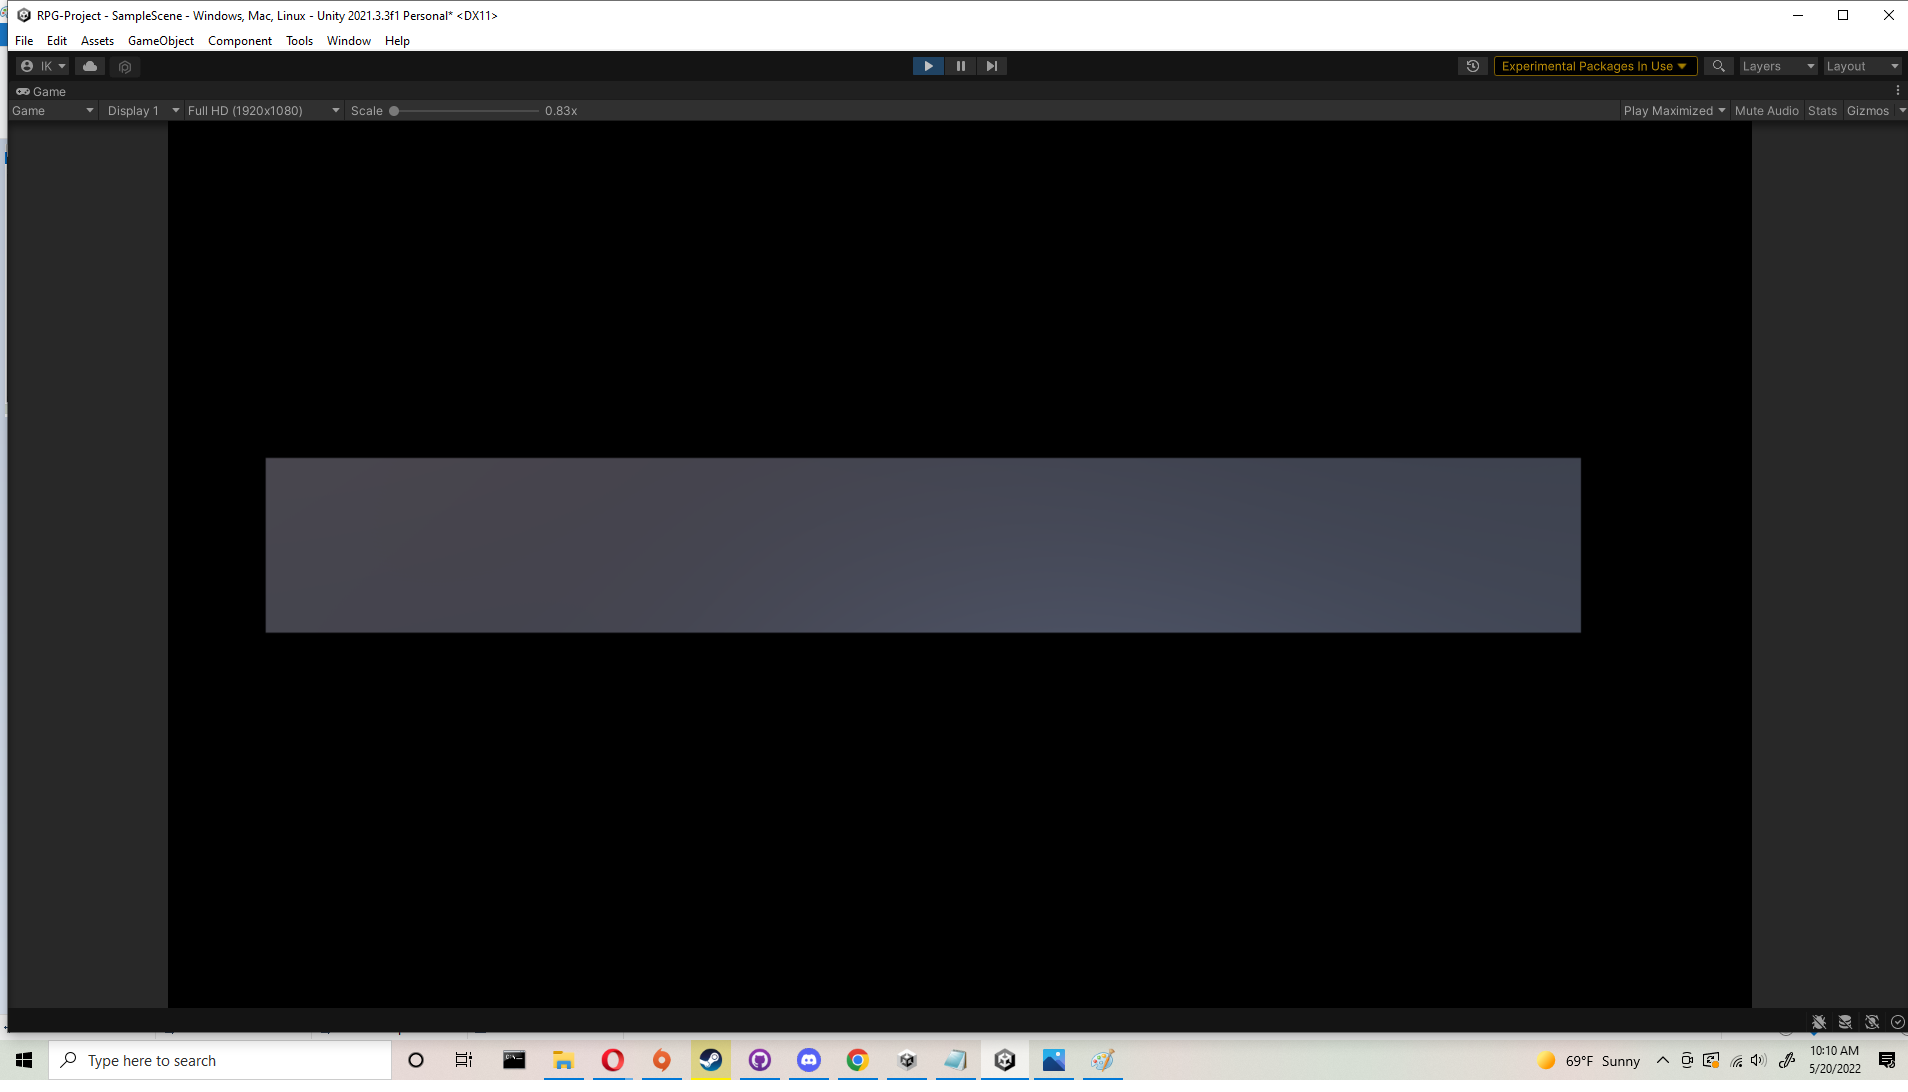 RPG-Project - SampleScene - Windows, Mac, Linux - Unity 2021.3.3f1 Personal* <DX11>
File Edit Assets GameObject Component Tools Window Help
IK Experimental Packages In Use Layers Layout
Game
Game Display 1 Full HD (1920x1080) Scale 0.83x Play Maximized Mute Audio Stats Gizmos
Type here to search 69°F Sunny 10:10 AM
5/20/2022